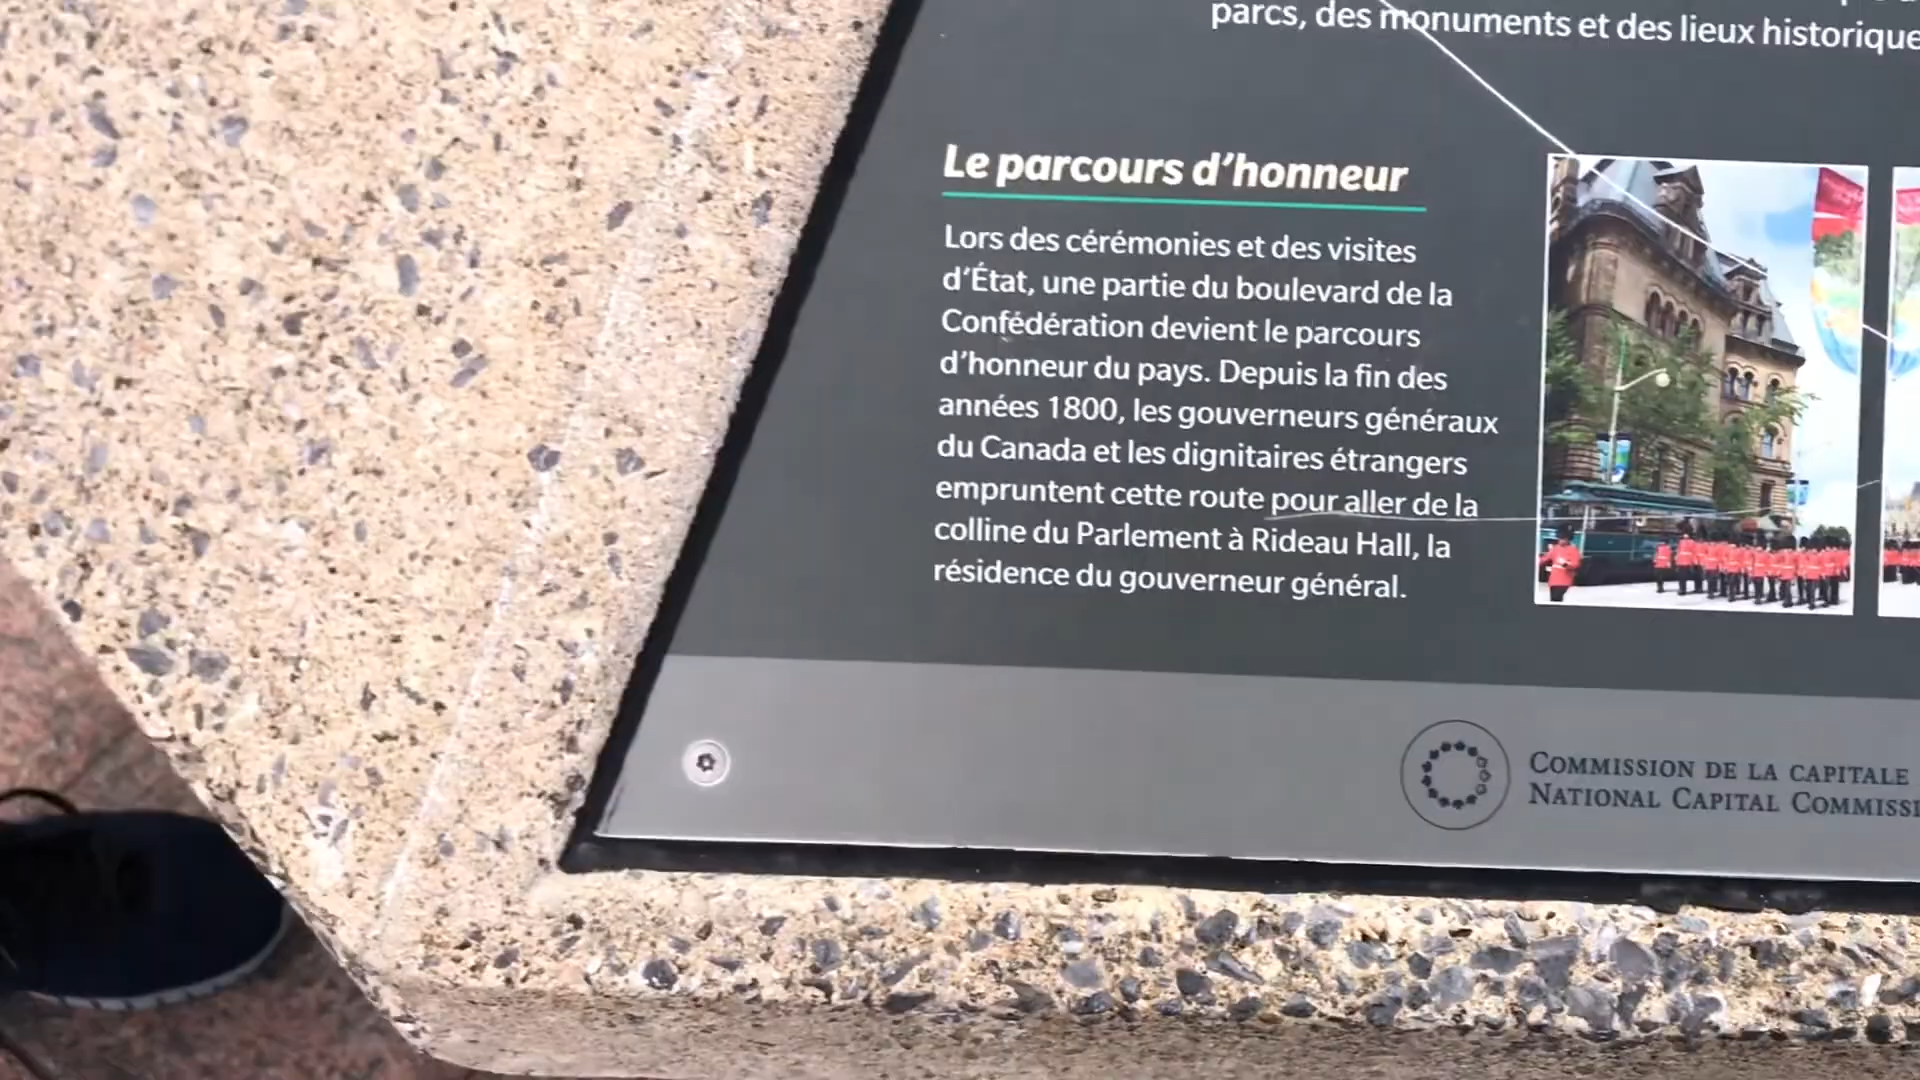 parcs, des monuments et des lieux historique
Le parcours d'honneur
Lors des cérémonies et des visites
d'État, une partie du boulevard de la
Confédération devient le parcours
d'honneur du pays. Depuis la fin des
années 1800, les gouverneurs généraux
du Canada et les dignitaires étrangers
empruntent cette route pour aller de la
colline du Parlement à Rideau Hall, la
résidence du gouverneur général.
COMMISSION DE LA CAPITALE
NATIONAL CAPITAL COMMISSI